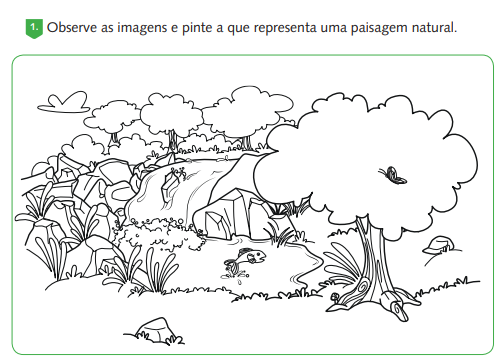 1. Observe as imagens e pinte a que representa uma paisagem natural.